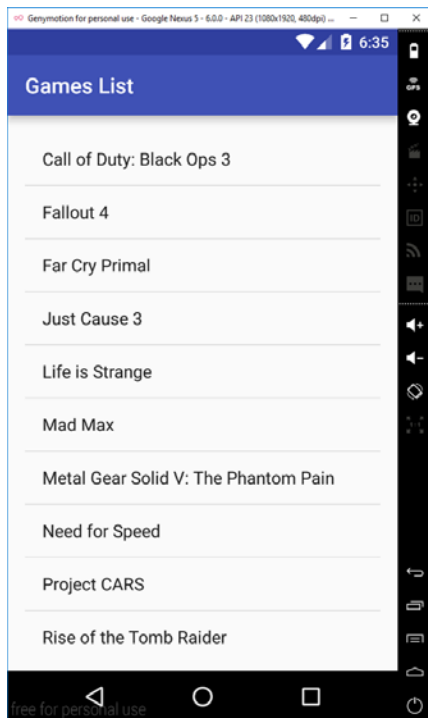 Genymotion for personal use - Google Nexus 5 - 6.0.0 - API 23 (1080x1920, 480dpi) ...
6:35
GPS
Games List
Call of Duty: Black Ops 3
ID
Fallout 4
Far Cry Primal
Just Cause 3
Life is Strange
Mad Max
Metal Gear Solid V: The Phantom Pain
Need for Speed
Project CARS
Rise of the Tomb Raider
free for personal use